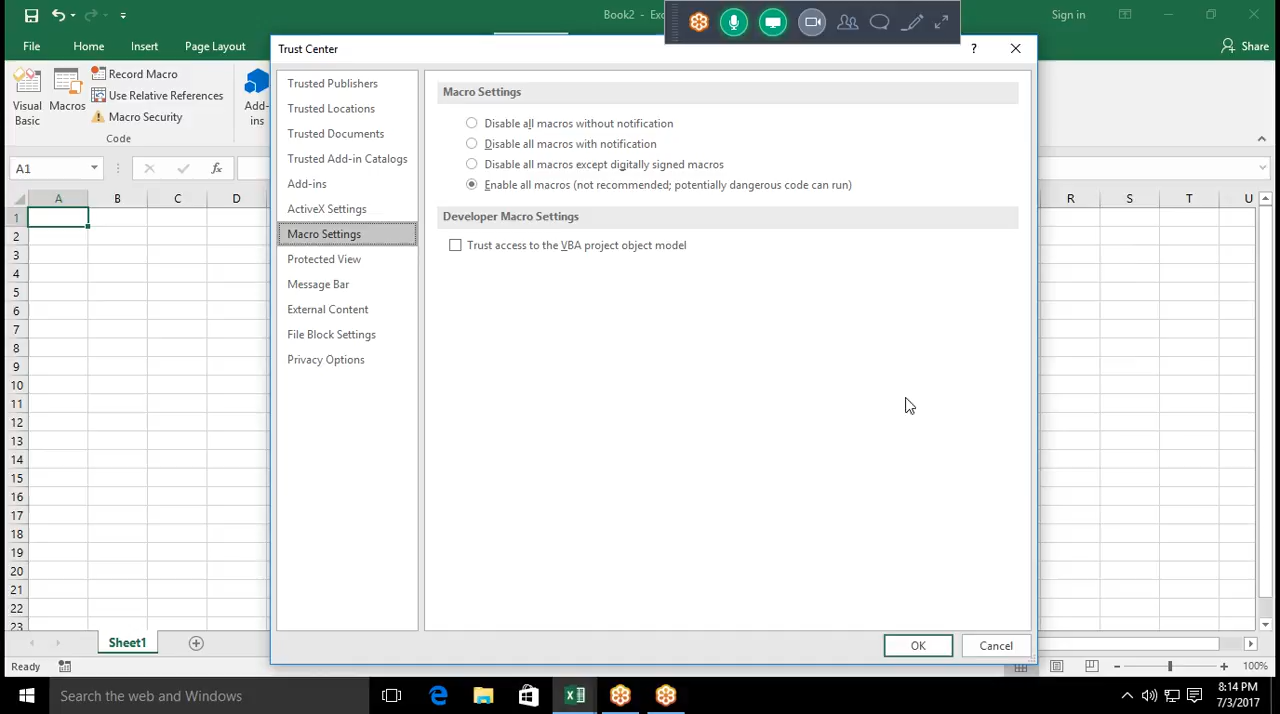 Book2 - Exc
Sign in
File
Home
Insert
Page Layout
Share
Trust Center
?
Visual Basic
Macros
Record Macro
Use Relative References
Macro Security
Add-ins
Code
Trusted Publishers
Trusted Locations
Trusted Documents
Trusted Add-in Catalogs
Add-ins
ActiveX Settings
Macro Settings
Protected View
Message Bar
External Content
File Block Settings
Privacy Options
Macro Settings
Disable all macros without notification
Disable all macros with notification
Disable all macros except digitally signed macros
Enable all macros (not recommended; potentially dangerous code can run)
Developer Macro Settings
Trust access to the VBA project object model
OK
Cancel
A1
fx
A B C D R S T U
1
2
3
4
5
6
7
8
9
10
11
12
13
14
15
16
17
18
19
20
21
22
23
Sheet1
Ready
100%
Search the web and Windows
8:14 PM
7/3/2017